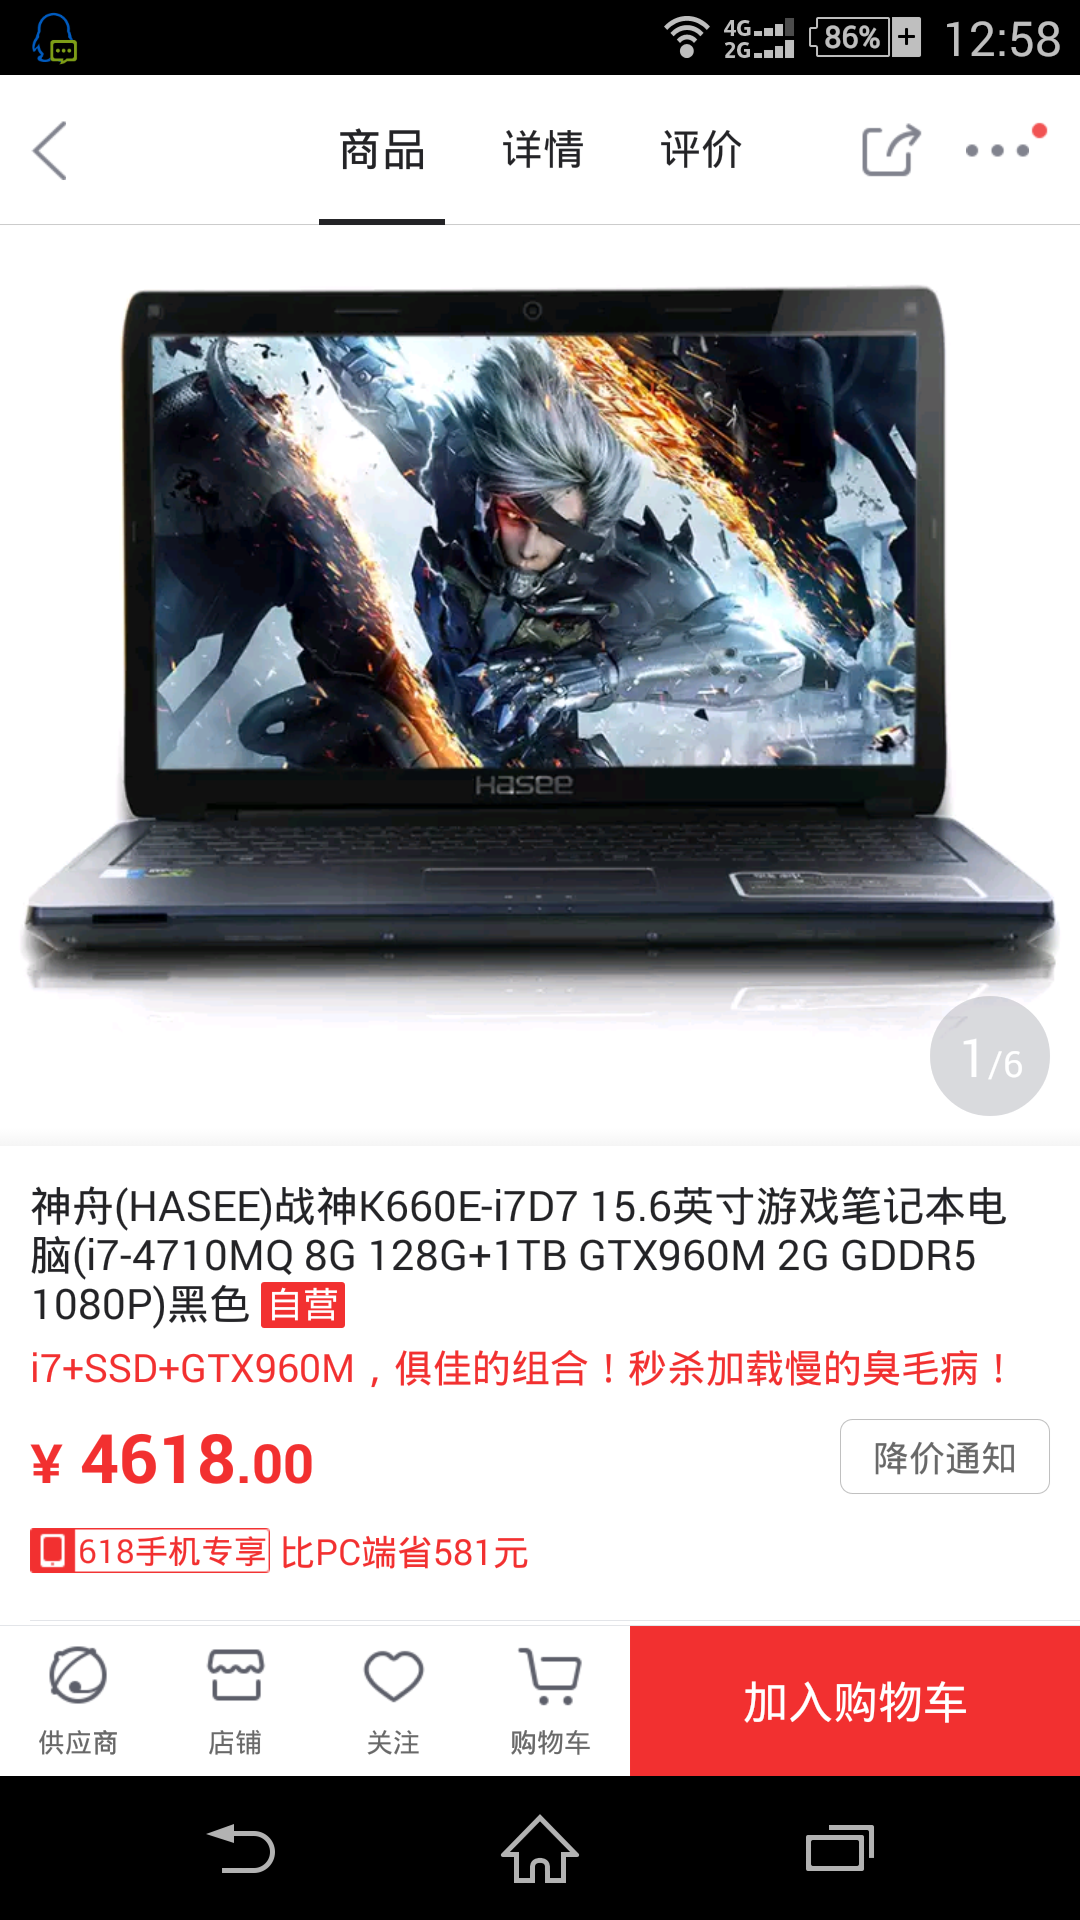 4G
2G
86%
12:58
商品
详情
评价
Hasee
1/6
神舟(HASEE)战神K660E-i7D7 15.6英寸游戏笔记本电
脑(i7-4710MQ 8G 128G+1TB GTX960M 2G GDDR5
1080P)黑色 自营
i7+SSD+GTX960M，俱佳的组合！秒杀加载慢的臭毛病！
¥ 4618.00
降价通知
618手机专享 比PC端省581元
供应商
店铺
关注
购物车
加入购物车